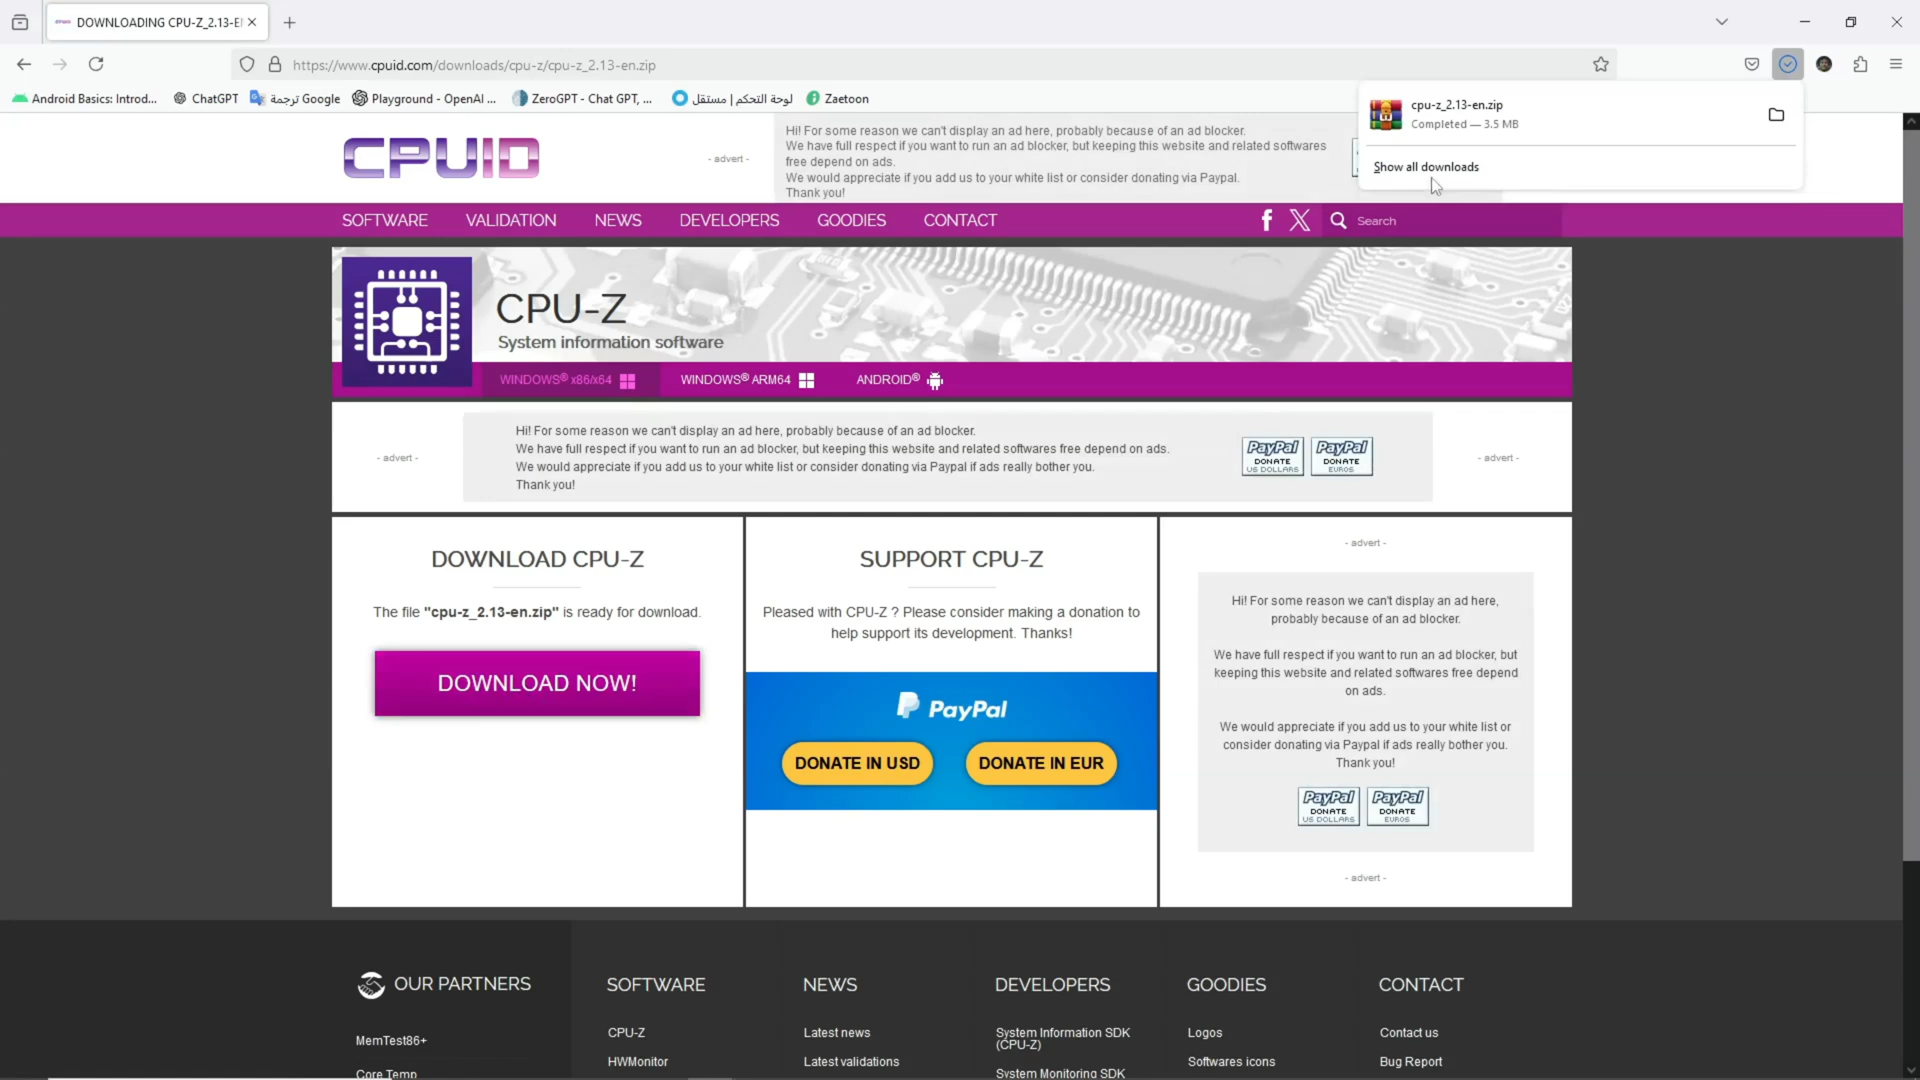 DOWNLOADING CPU-Z_2.13-E
https://www.cpuid.com/downloads/cpu-z/cpu-z_2.13-en.zip
Android Basics: Introd...
ChatGPT
ترجمة Google
Playground - OpenAI ...
ZeroGPT - Chat GPT, ...
لوحة التحكم | مستقل
Zaetoon
cpu-z_2.13-en.zip
Completed — 3.5 MB
Show all downloads
CPUID
- advert -
Hi! For some reason we can't display an ad here, probably because of an ad blocker.
We have full respect if you want to run an ad blocker, but keeping this website and related softwares
free depend on ads.
We would appreciate if you add us to your white list or consider donating via Paypal.
Thank you!
SOFTWARE
VALIDATION
NEWS
DEVELOPERS
GOODIES
CONTACT
Search
CPU-Z
System information software
WINDOWS® x86/x64
WINDOWS® ARM64
ANDROID®
- advert -
Hi! For some reason we can't display an ad here, probably because of an ad blocker.
We have full respect if you want to run an ad blocker, but keeping this website and related softwares free depend on ads.
We would appreciate if you add us to your white list or consider donating via Paypal if ads really bother you.
Thank you!
PayPal
DONATE
US DOLLARS
PayPal
DONATE
EUROS
- advert -
DOWNLOAD CPU-Z
The file "cpu-z_2.13-en.zip" is ready for download.
DOWNLOAD NOW!
SUPPORT CPU-Z
Pleased with CPU-Z ? Please consider making a donation to
help support its development. Thanks!
PayPal
DONATE IN USD
DONATE IN EUR
- advert -
Hi! For some reason we can't display an ad here,
probably because of an ad blocker.
We have full respect if you want to run an ad blocker, but
keeping this website and related softwares free depend
on ads.
We would appreciate if you add us to your white list or
consider donating via Paypal if ads really bother you.
Thank you!
PayPal
DONATE
US DOLLARS
PayPal
DONATE
EUROS
- advert -
OUR PARTNERS
MemTest86+
Core Temp
SOFTWARE
CPU-Z
HWMonitor
NEWS
Latest news
Latest validations
DEVELOPERS
System Information SDK
(CPU-Z)
System Monitoring SDK
GOODIES
Logos
Softwares icons
CONTACT
Contact us
Bug Report